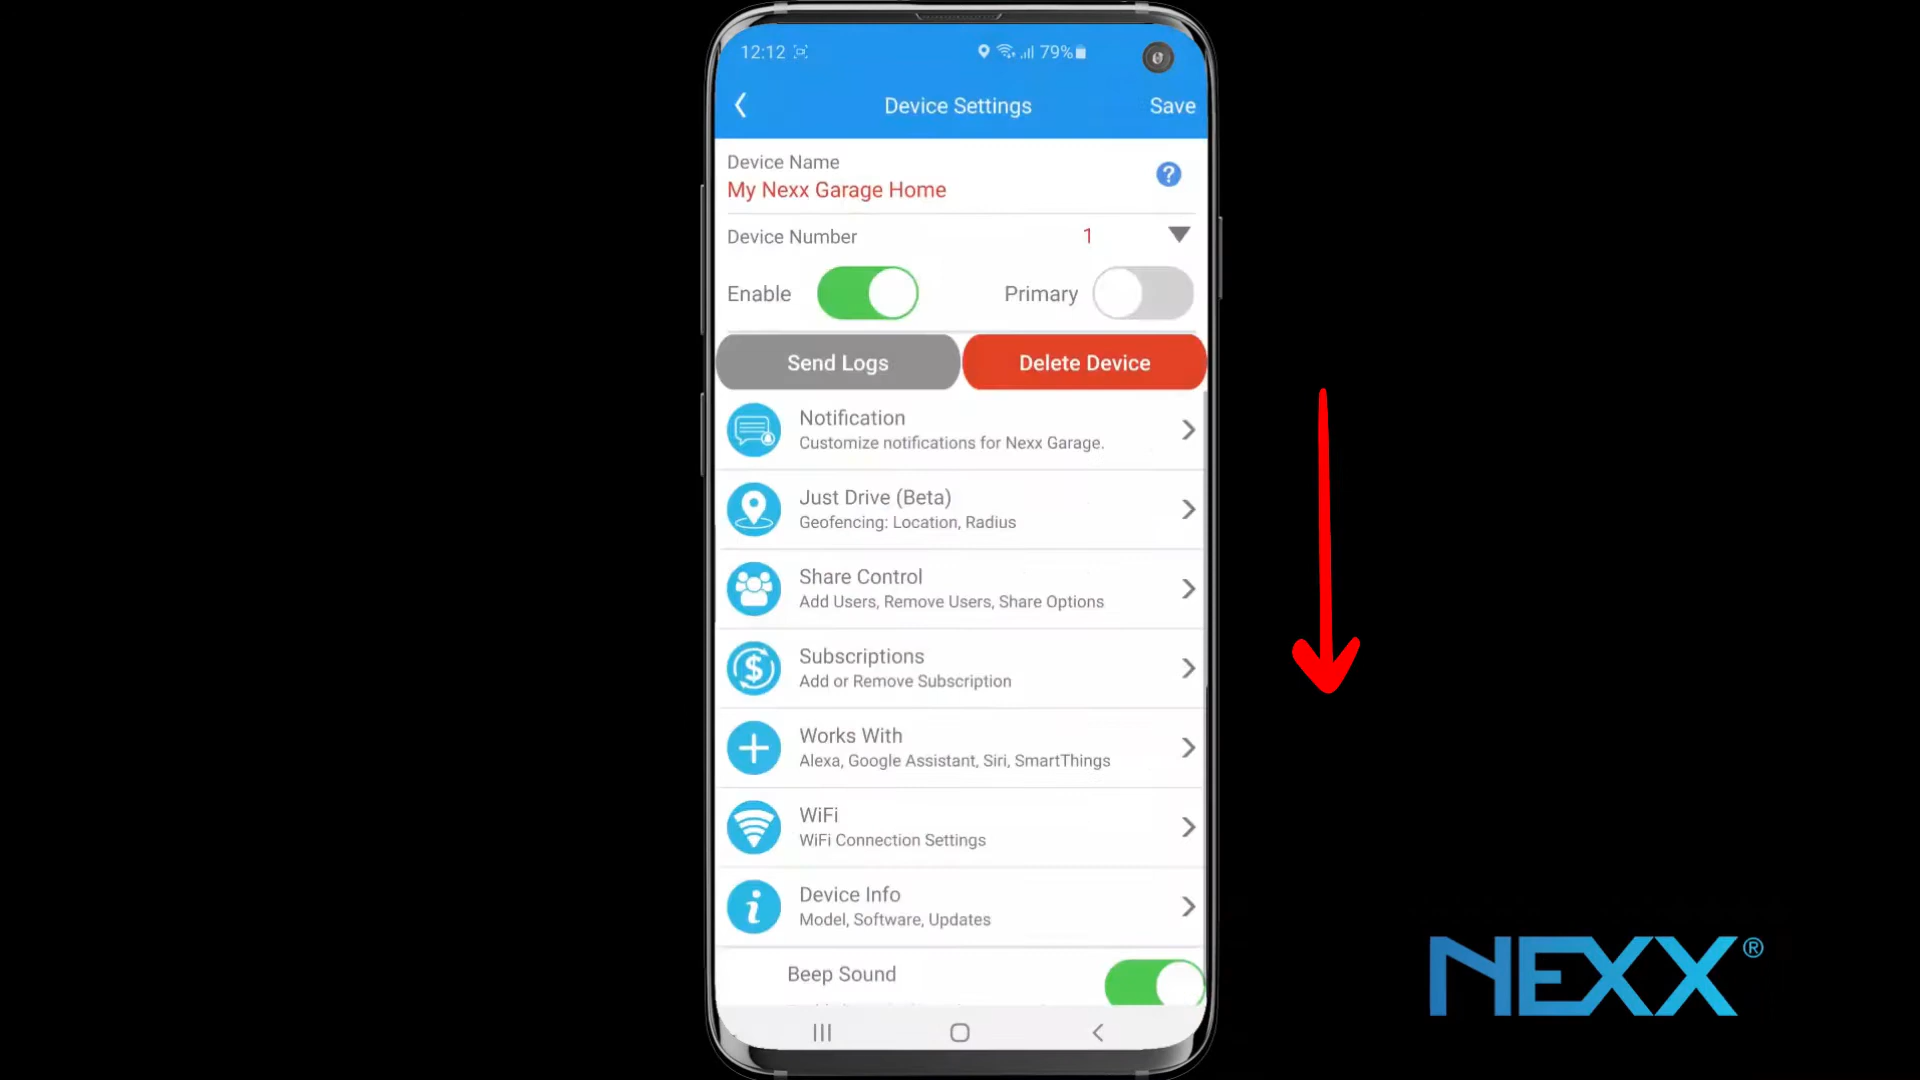 12:12 79%
Device Settings Save
Device Name
My Nexx Garage Home
?
Device Number 1
Enable Primary
Send Logs Delete Device
Notification
Customize notifications for Nexx Garage.
Just Drive (Beta)
Geofencing: Location, Radius
Share Control
Add Users, Remove Users, Share Options
Subscriptions
Add or Remove Subscription
Works With
Alexa, Google Assistant, Siri, SmartThings
WiFi
WiFi Connection Settings
Device Info
Model, Software, Updates
Beep Sound
NEXX®